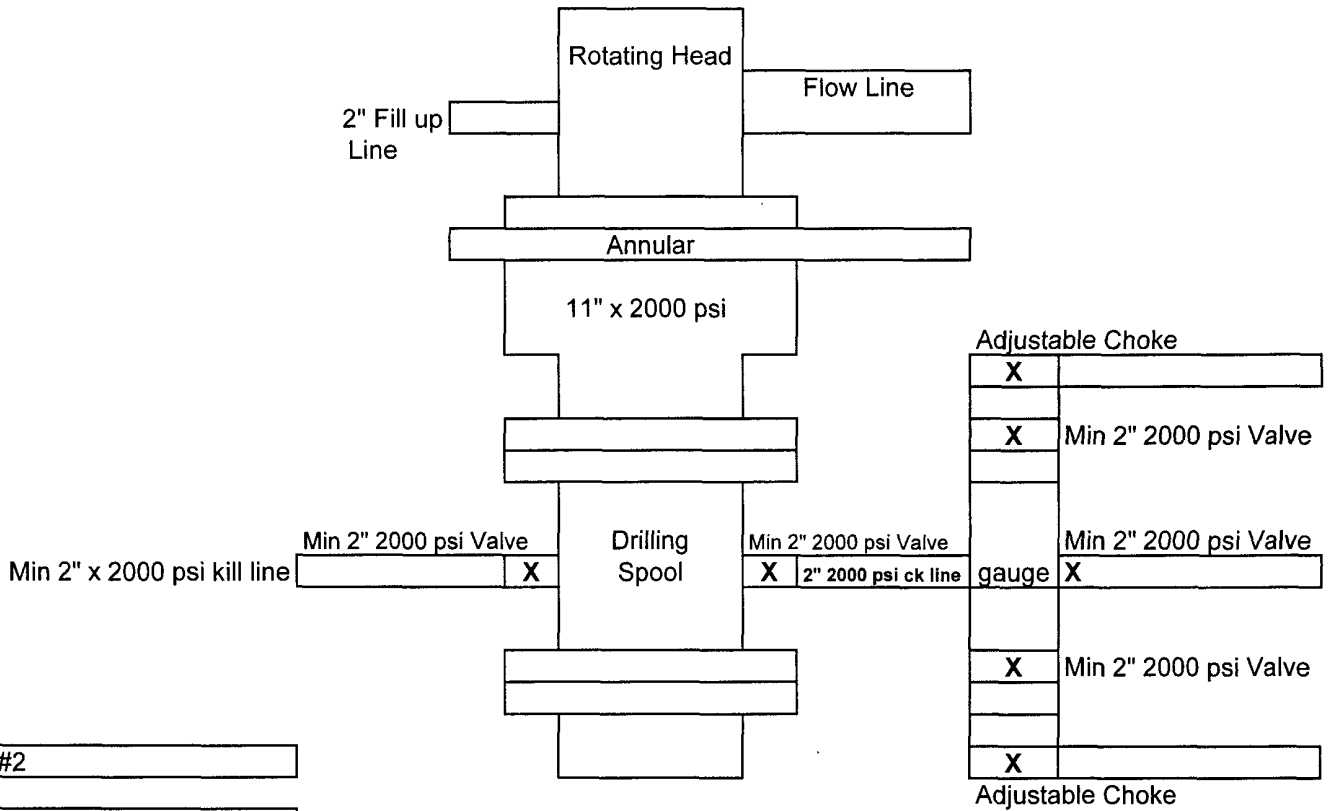 Rotating Head
Flow Line
2" Fill up
Line
Annular
11" x 2000 psi
Adjustable Choke
X
X Min 2" 2000 psi Valve
Min 2" 2000 psi Valve
Drilling
Spool
Min 2" 2000 psi Valve
Min 2" 2000 psi Valve
Min 2" x 2000 psi kill line
X
X
2" 2000 psi ck line
gauge
X
X Min 2" 2000 psi Valve
#2
X
Adjustable Choke